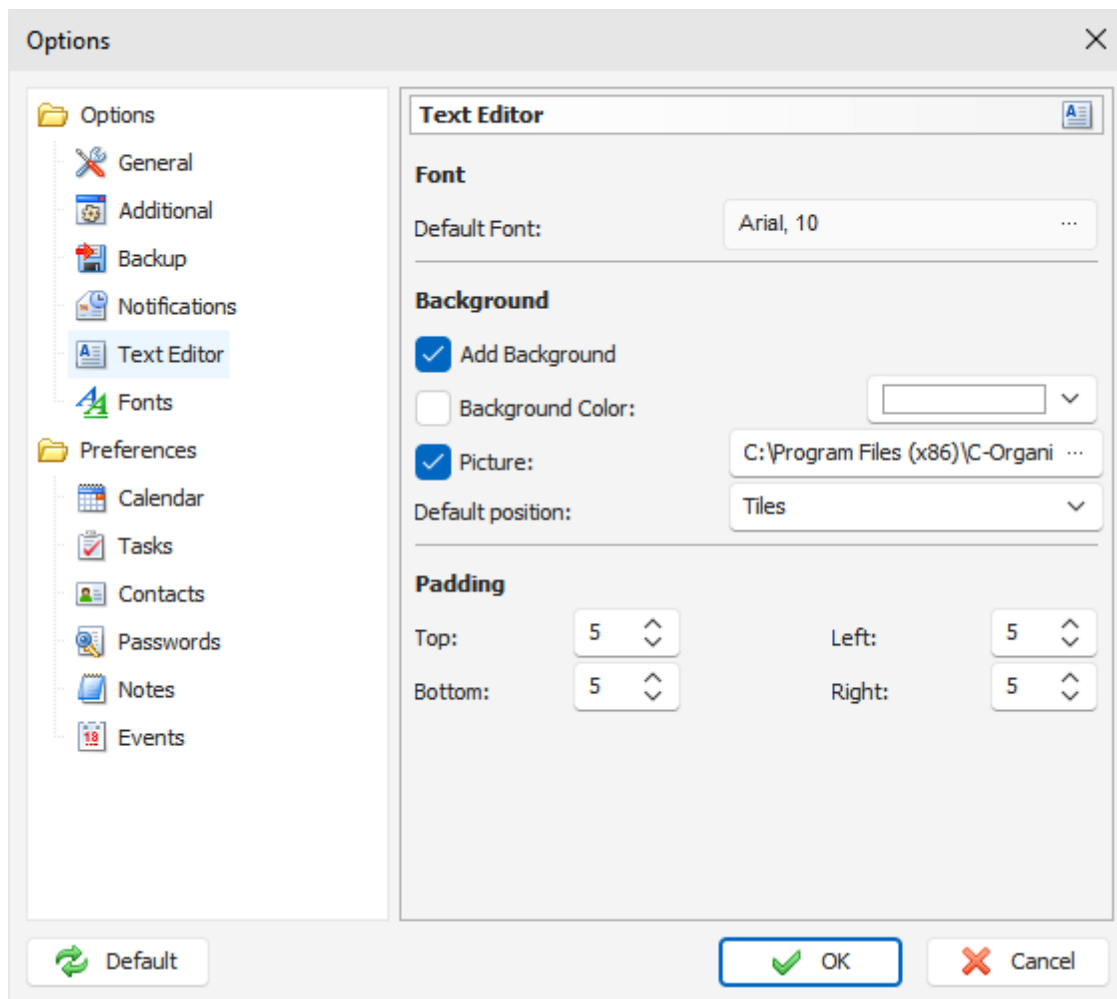 Options
Options
General
Additional
Backup
Notifications
Text Editor
Fonts
Preferences
Calendar
Tasks
Contacts
Passwords
Notes
Events
Text Editor
Font
Default Font: Arial, 10 ...
Background
Add Background
Background Color:
Picture: C:\Program Files (x86)\C-Organi ...
Default position: Tiles
Padding
Top: 5 Left: 5
Bottom: 5 Right: 5
Default OK Cancel